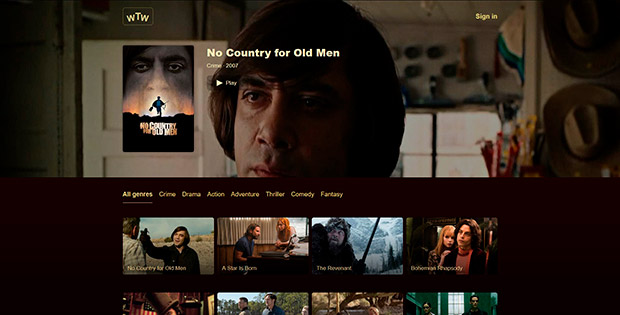 WTW
Sign in
No Country for Old Men
Crime · 2007
Play
NO COUNTRY
FOR OLD MEN
All genres Crime Drama Action Adventure Thriller Comedy Fantasy
No Country for Old Men
A Star Is Born
The Revenant
Bohemian Rhapsody